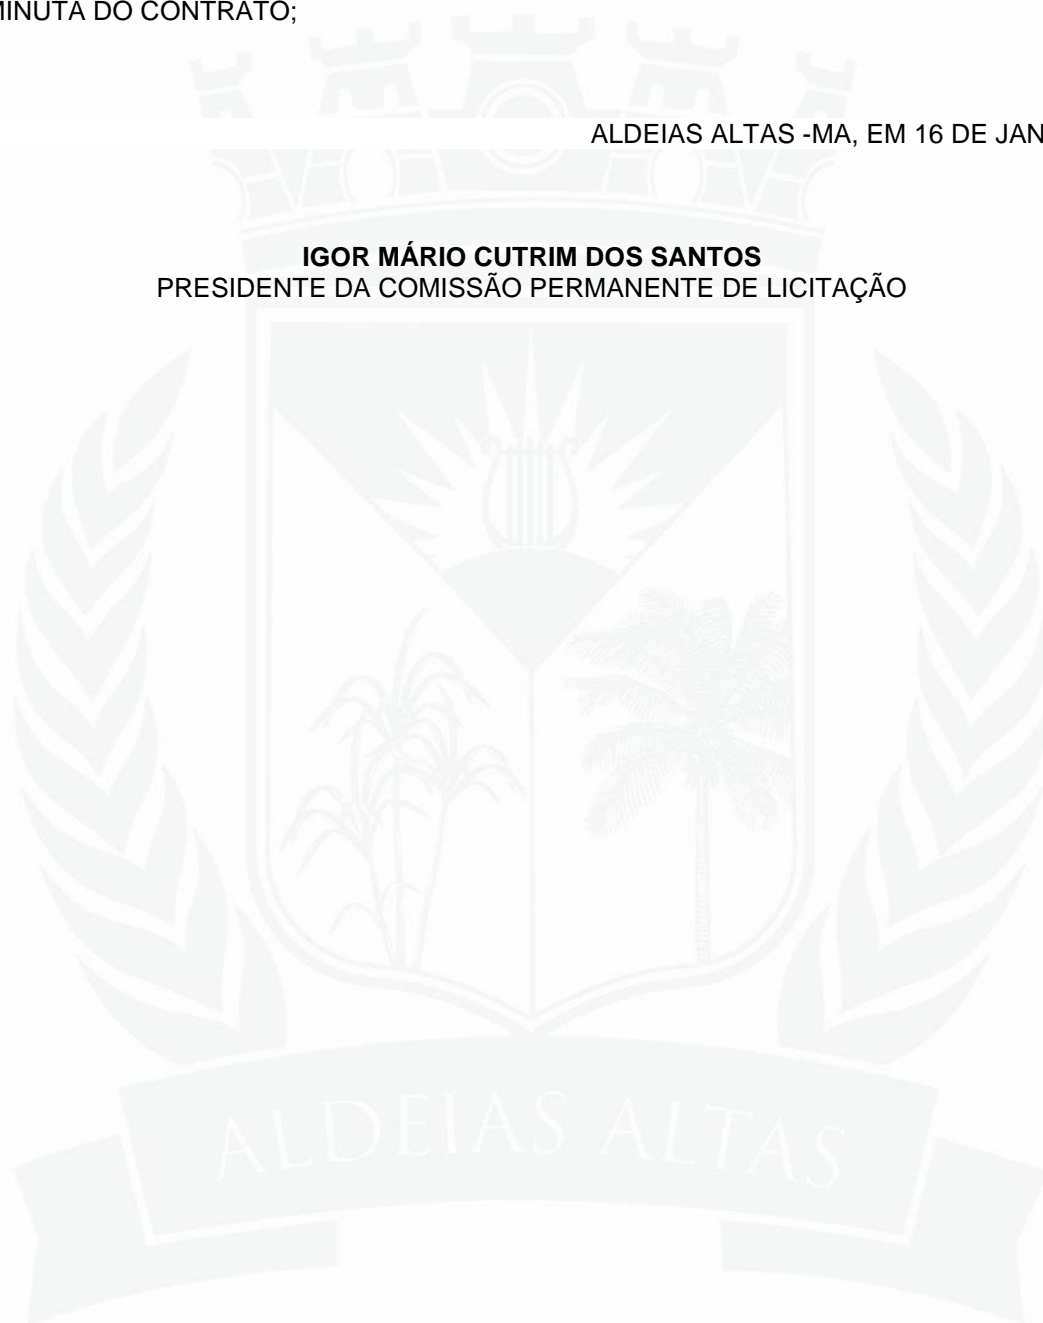 MINUTA DO CONTRATO;
ALDEIAS ALTAS -MA, EM 16 DE JAN
IGOR MÁRIO CUTRIM DOS SANTOS
PRESIDENTE DA COMISSÃO PERMANENTE DE LICITAÇÃO
ALDEIAS ALTAS